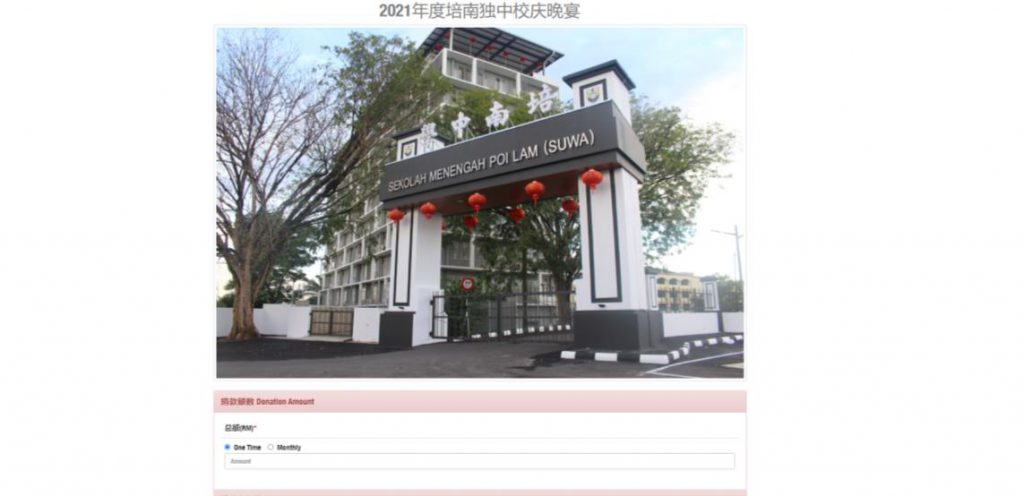 2021年度培南独中校庆晚宴
學中南培
SEKOLAH MENENGAH POI LAM (SUWA)
捐款额数 Donation Amount
总额(RM)*
One Time
Monthly
Amount